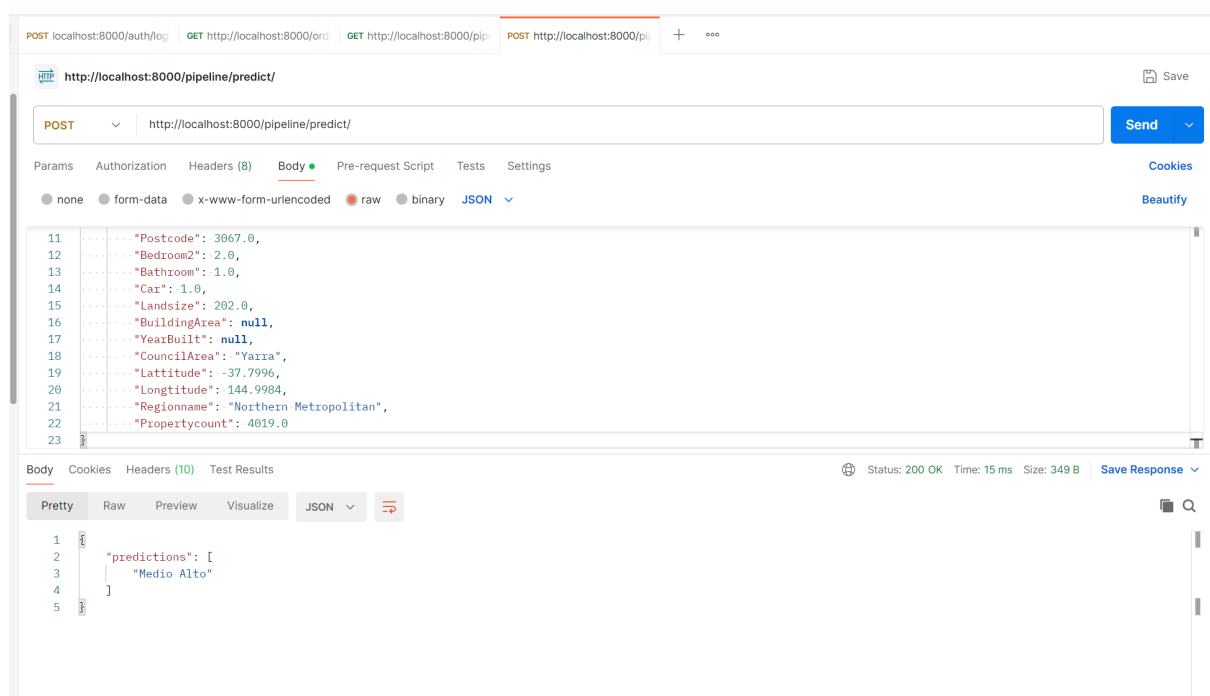 POST localhost:8000/auth/log GET http://localhost:8000/ord GET http://localhost:8000/pip POST http://localhost:8000/pi
HTTP http://localhost:8000/pipeline/predict/ Save
POST http://localhost:8000/pipeline/predict/ Send
Params Authorization Headers (8) Body Pre-request Script Tests Settings Cookies
none form-data x-www-form-urlencoded raw binary JSON Beautify
11 "Postcode": 3067.0,
12 "Bedroom2": 2.0,
13 "Bathroom": 1.0,
14 "Car": 1.0,
15 "Landsize": 202.0,
16 "BuildingArea": null,
17 "YearBuilt": null,
18 "CouncilArea": "Yarra",
19 "Lattitude": -37.7996,
20 "Longtitude": 144.9984,
21 "Regionname": "Northern Metropolitan",
22 "Propertycount": 4019.0
23 }
Body Cookies Headers (10) Test Results Status: 200 OK Time: 15 ms Size: 349 B Save Response
Pretty Raw Preview Visualize JSON
1 {
2 "predictions": [
3 "Medio Alto"
4 ]
5 }